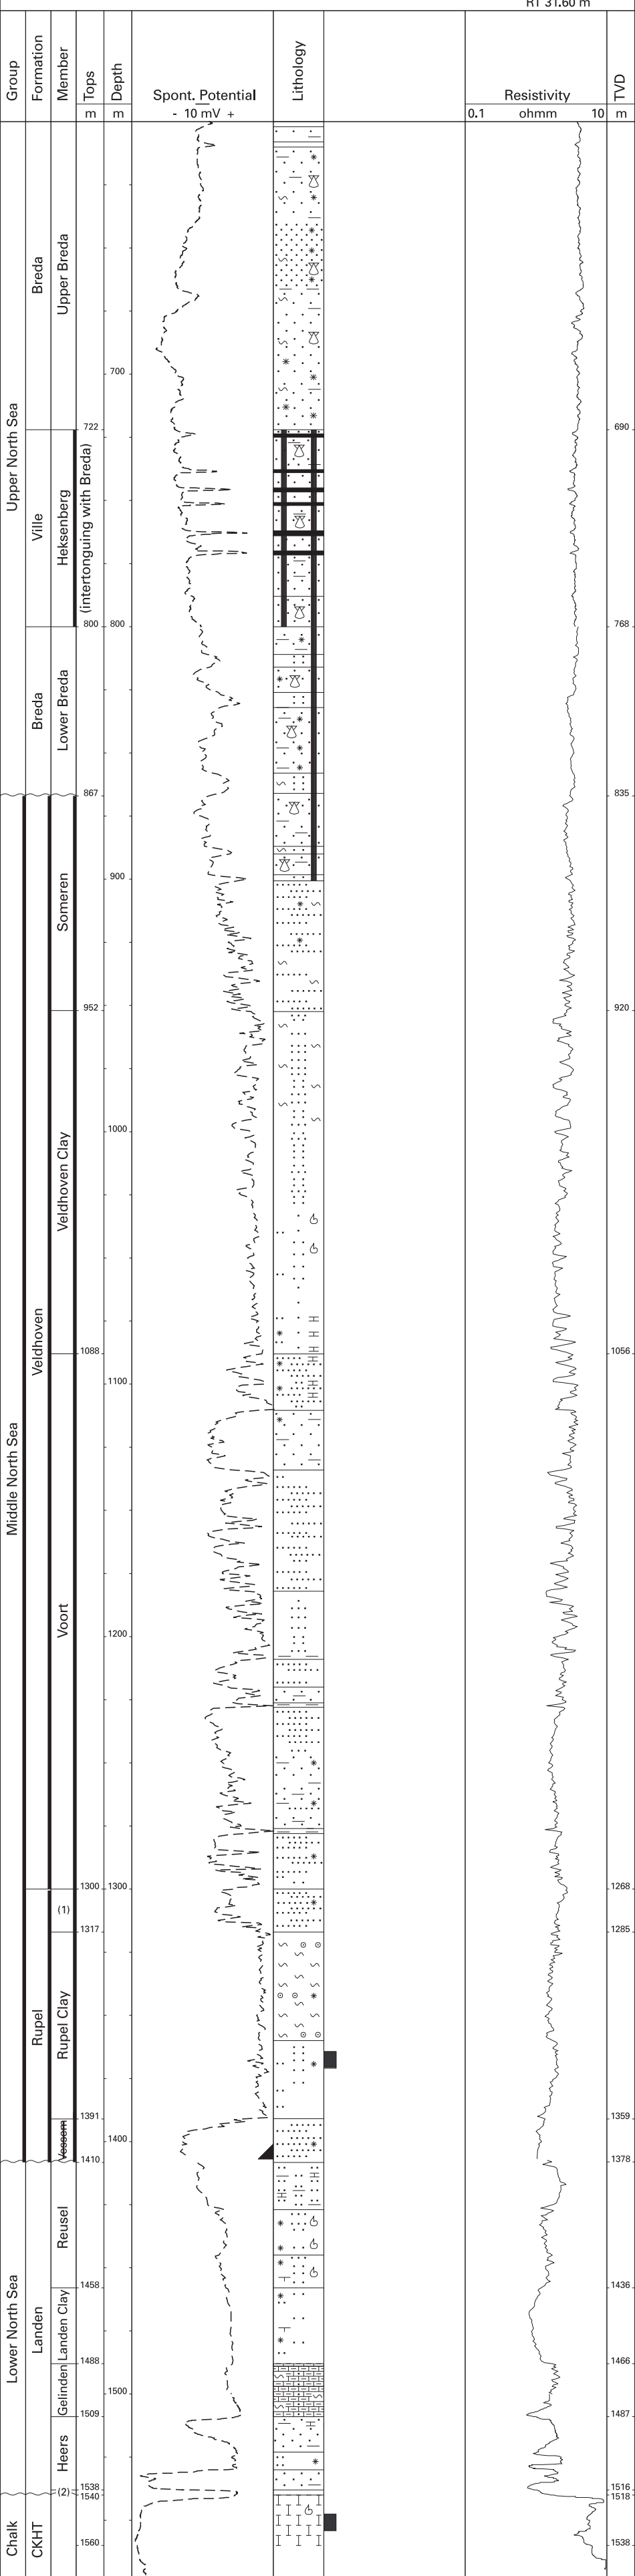 RT 31.60 m
Group
Formation
Member
Tops
Depth
Spont. Potential
Lithology
Resistivity
TVD
m
m
- 10 mV +
0.1
ohmm
10
m
Upper North Sea
Breda
Upper Breda
700
722
690
Ville
Heksenberg
(intertonguing with Breda)
800
800
768
Breda
Lower Breda
867
835
Middle North Sea
Veldhoven
Someren
900
952
920
Veldhoven Clay
1000
1088
1056
1100
Voort
1200
1300
1300
1268
Rupel
(1)
1317
1285
Rupel Clay
1391
1359
Vessem
1400
1410
1378
Lower North Sea
Landen
Reusel
1458
1436
Landen Clay
1488
1466
Gelinden
1500
1509
1487
Heers
1538
1516
(2)
1540
1518
Chalk
CKHT
1560
1538